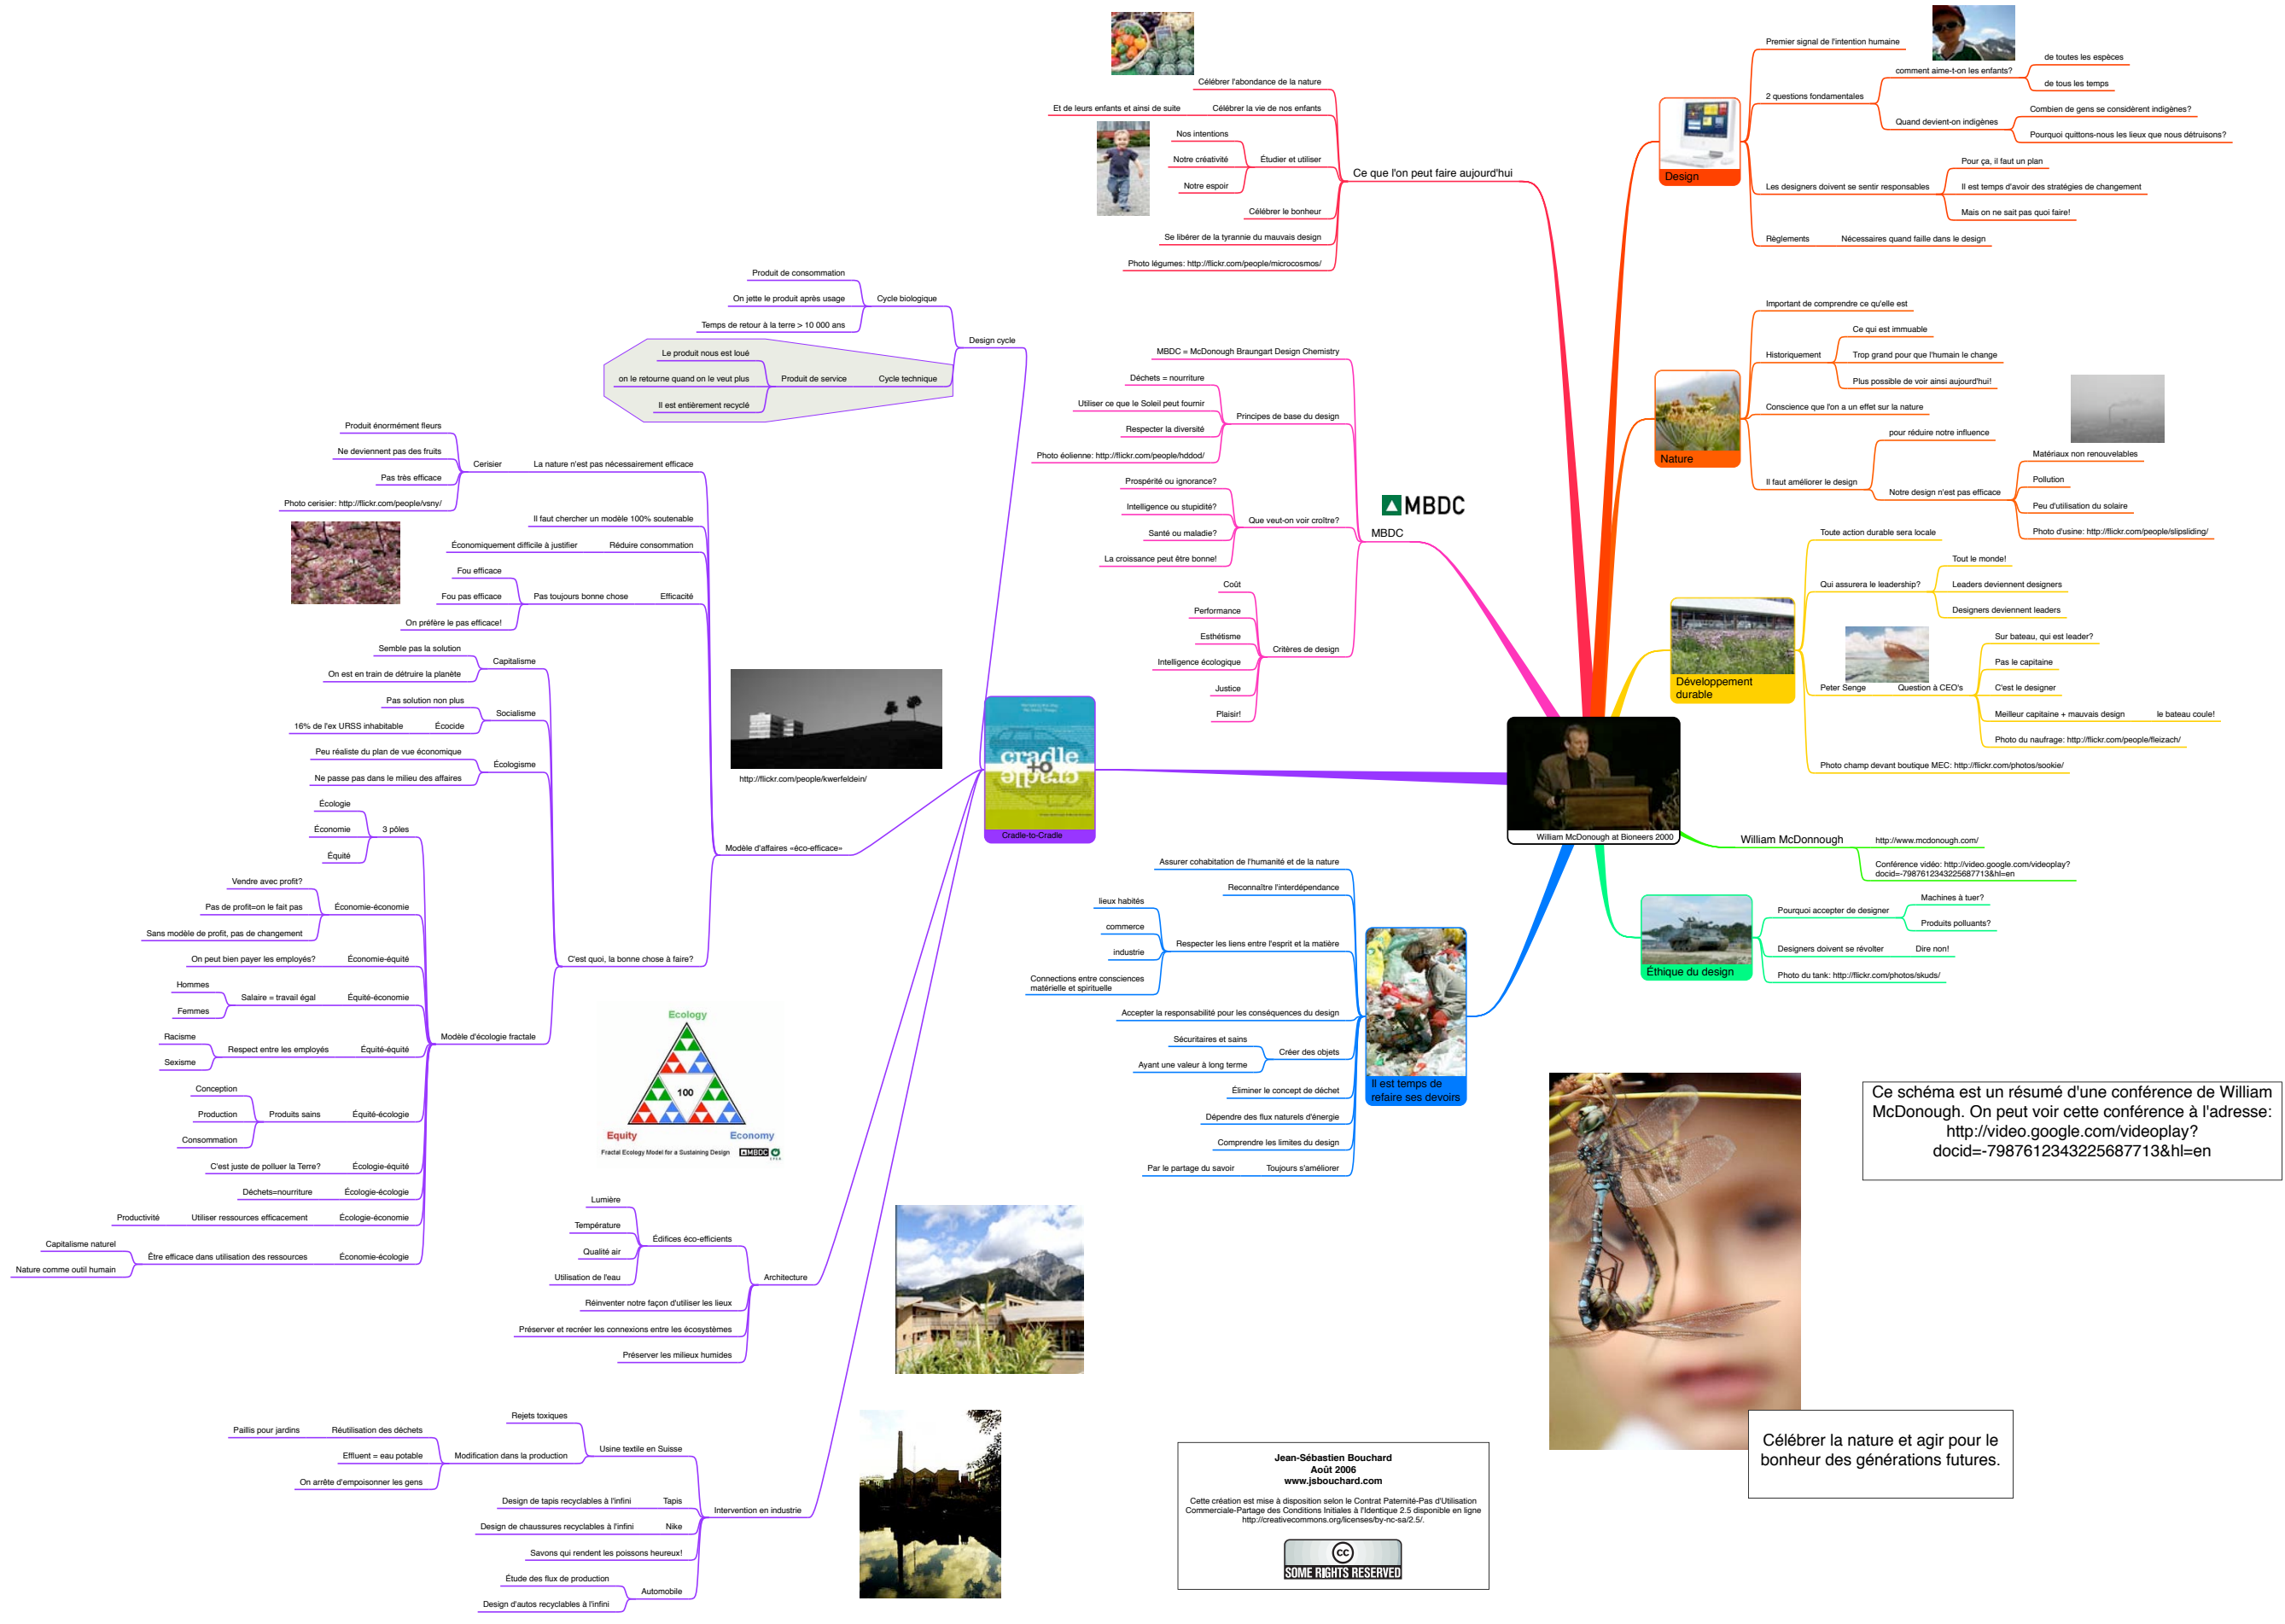 Célébrer l'abondance de la nature
Et de leurs enfants et ainsi de suite
Célébrer la vie de nos enfants
Nos intentions
Notre créativité
Notre espoir
Étudier et utiliser
Célébrer le bonheur
Se libérer de la tyrannie du mauvais design
Photo légumes: http://flickr.com/people/microcosmos/
Ce que l'on peut faire aujourd'hui
Design
Premier signal de l'intention humaine
2 questions fondamentales
comment aime-t-on les enfants?
de toutes les espèces
de tous les temps
Quand devient-on indigènes
Combien de gens se considèrent indigènes?
Pourquoi quittons-nous les lieux que nous détruisons?
Les designers doivent se sentir responsables
Pour ça, il faut un plan
Il est temps d'avoir des stratégies de changement
Mais on ne sait pas quoi faire!
Règlements
Nécessaires quand faille dans le design
Nature
Important de comprendre ce qu'elle est
Historiquement
Ce qui est immuable
Trop grand pour que l'humain le change
Plus possible de voir ainsi aujourd'hui!
Conscience que l'on a un effet sur la nature
Il faut améliorer le design
pour réduire notre influence
Notre design n'est pas efficace
Matériaux non renouvelables
Pollution
Peu d'utilisation du solaire
Photo d'usine: http://flickr.com/people/slipsliding/
Développement
durable
Toute action durable sera locale
Qui assurera le leadership?
Tout le monde!
Leaders deviennent designers
Designers deviennent leaders
Peter Senge
Question à CEO's
Sur bateau, qui est leader?
Pas le capitaine
C'est le designer
Meilleur capitaine + mauvais design
le bateau coule!
Photo du naufrage: http://flickr.com/people/fleizach/
Photo champ devant boutique MEC: http://flickr.com/photos/sookie/
William McDonough at Bioneers 2000
William McDonnough
http://www.mcdonough.com/
Conférence vidéo: http://video.google.com/videoplay?
docid=-7987612343225687713&hl=en
Éthique du design
Pourquoi accepter de designer
Machines à tuer?
Produits polluants?
Designers doivent se révolter
Dire non!
Photo du tank: http://flickr.com/photos/skuds/
MBDC
MBDC
MBDC = McDonough Braungart Design Chemistry
Déchets = nourriture
Utiliser ce que le Soleil peut fournir
Respecter la diversité
Photo éolienne: http://flickr.com/people/hddod/
Principes de base du design
Prospérité ou ignorance?
Intelligence ou stupidité?
Santé ou maladie?
La croissance peut être bonne!
Que veut-on voir croître?
Coût
Performance
Esthétisme
Intelligence écologique
Justice
Plaisir!
Critères de design
cradle
to
cradle
Cradle-to-Cradle
Design cycle
Produit de consommation
On jette le produit après usage
Temps de retour à la terre > 10 000 ans
Cycle biologique
Le produit nous est loué
on le retourne quand on le veut plus
Il est entièrement recyclé
Produit de service
Cycle technique
Produit énormément fleurs
Ne deviennent pas des fruits
Pas très efficace
Photo cerisier: http://flickr.com/people/vsny/
Cerisier
La nature n'est pas nécessairement efficace
Il faut chercher un modèle 100% soutenable
Économiquement difficile à justifier
Réduire consommation
Fou efficace
Fou pas efficace
On préfère le pas efficace!
Pas toujours bonne chose
Efficacité
http://flickr.com/people/kwerfeldein/
Modèle d'affaires «éco-efficace»
Semble pas la solution
On est en train de détruire la planète
Capitalisme
Pas solution non plus
16% de l'ex URSS inhabitable
Écocide
Socialisme
Peu réaliste du plan de vue économique
Ne passe pas dans le milieu des affaires
Écologisme
C'est quoi, la bonne chose à faire?
Écologie
Économie
Équité
3 pôles
Vendre avec profit?
Pas de profit=on le fait pas
Sans modèle de profit, pas de changement
Économie-économie
On peut bien payer les employés?
Économie-équité
Hommes
Femmes
Salaire = travail égal
Équité-économie
Racisme
Sexisme
Respect entre les employés
Équité-équité
Modèle d'écologie fractale
Conception
Production
Consommation
Produits sains
Équité-écologie
C'est juste de polluer la Terre?
Écologie-équité
Déchets=nourriture
Écologie-écologie
Productivité
Utiliser ressources efficacement
Écologie-économie
Capitalisme naturel
Nature comme outil humain
Être efficace dans utilisation des ressources
Économie-écologie
Ecology
100
Equity
Economy
Fractal Ecology Model for a Sustaining Design
MBDC
Lumière
Température
Qualité air
Utilisation de l'eau
Édifices éco-efficients
Réinventer notre façon d'utiliser les lieux
Préserver et recréer les connexions entre les écosystèmes
Préserver les milieux humides
Architecture
Rejets toxiques
Paillis pour jardins
Réutilisation des déchets
Effluent = eau potable
On arrête d'empoisonner les gens
Modification dans la production
Usine textile en Suisse
Design de tapis recyclables à l'infini
Tapis
Design de chaussures recyclables à l'infini
Nike
Savons qui rendent les poissons heureux!
Étude des flux de production
Design d'autos recyclables à l'infini
Automobile
Intervention en industrie
Assurer cohabitation de l'humanité et de la nature
Reconnaître l'interdépendance
lieux habités
commerce
industrie
Connections entre consciences
matérielle et spirituelle
Respecter les liens entre l'esprit et la matière
Accepter la responsabilité pour les conséquences du design
Sécuritaires et sains
Ayant une valeur à long terme
Créer des objets
Éliminer le concept de déchet
Dépendre des flux naturels d'énergie
Comprendre les limites du design
Par le partage du savoir
Toujours s'améliorer
Il est temps de
refaire ses devoirs
Ce schéma est un résumé d'une conférence de William
McDonough. On peut voir cette conférence à l'adresse:
http://video.google.com/videoplay?
docid=-7987612343225687713&hl=en
Célébrer la nature et agir pour le
bonheur des générations futures.
Jean-Sébastien Bouchard
Août 2006
www.jsbouchard.com
Cette création est mise à disposition selon le Contrat Paternité-Pas d'Utilisation
Commerciale-Partage des Conditions Initiales à l'Identique 2.5 disponible en ligne
http://creativecommons.org/licenses/by-nc-sa/2.5/.
cc
SOME RIGHTS RESERVED